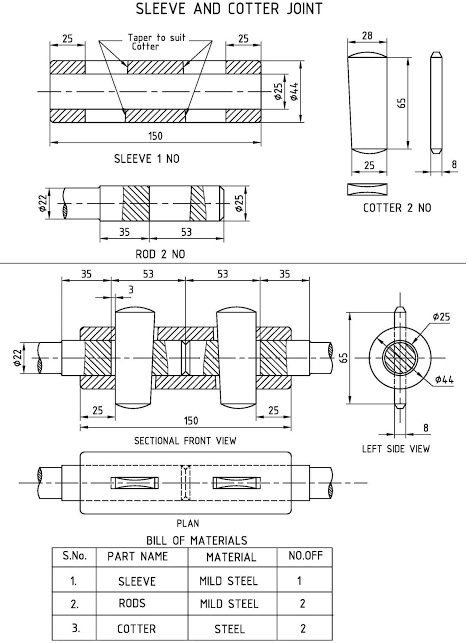 SLEEVE AND COTTER JOINT
25
Taper to suit
Cotter
25
28
Ø25
Ø44
65
150
SLEEVE 1 NO
25
8
COTTER 2 NO
Ø22
Ø25
35
53
ROD 2 NO
35
53
53
35
3
Ø22
65
Ø25
Ø44
25
25
150
8
SECTIONAL FRONT VIEW
LEFT SIDE VIEW
PLAN
BILL OF MATERIALS
S.No. PART NAME MATERIAL NO.OFF
1. SLEEVE MILD STEEL 1
2. RODS MILD STEEL 2
3. COTTER STEEL 2